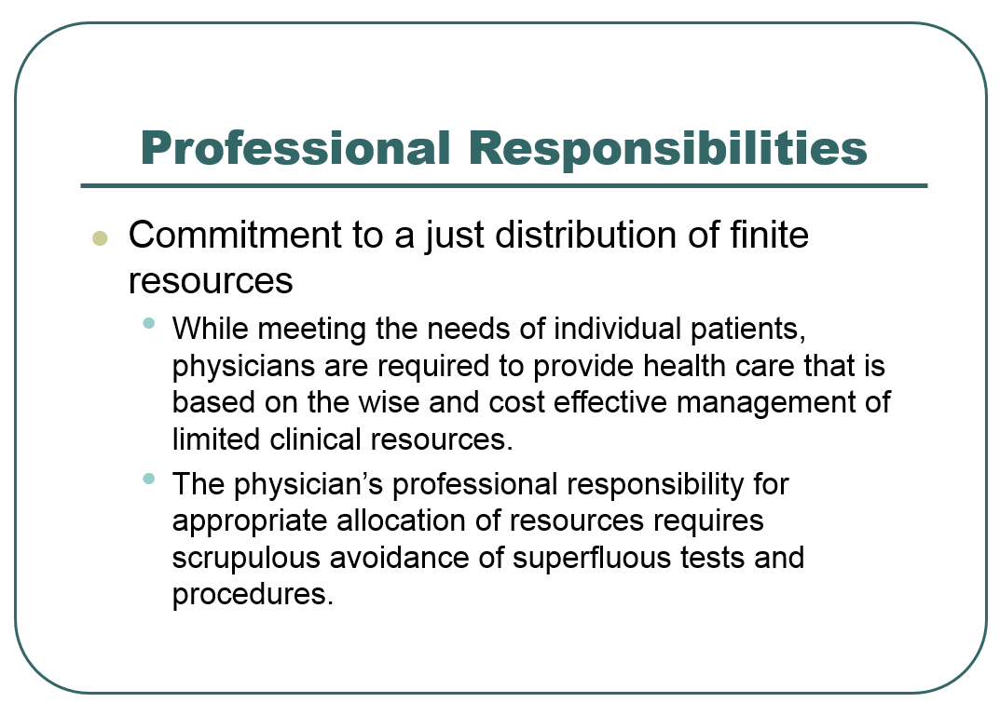 Professional Responsibilities
Commitment to a just distribution of finite
resources
While meeting the needs of individual patients,
physicians are required to provide health care that is
based on the wise and cost effective management of
limited clinical resources.
The physician’s professional responsibility for
appropriate allocation of resources requires
scrupulous avoidance of superfluous tests and
procedures.